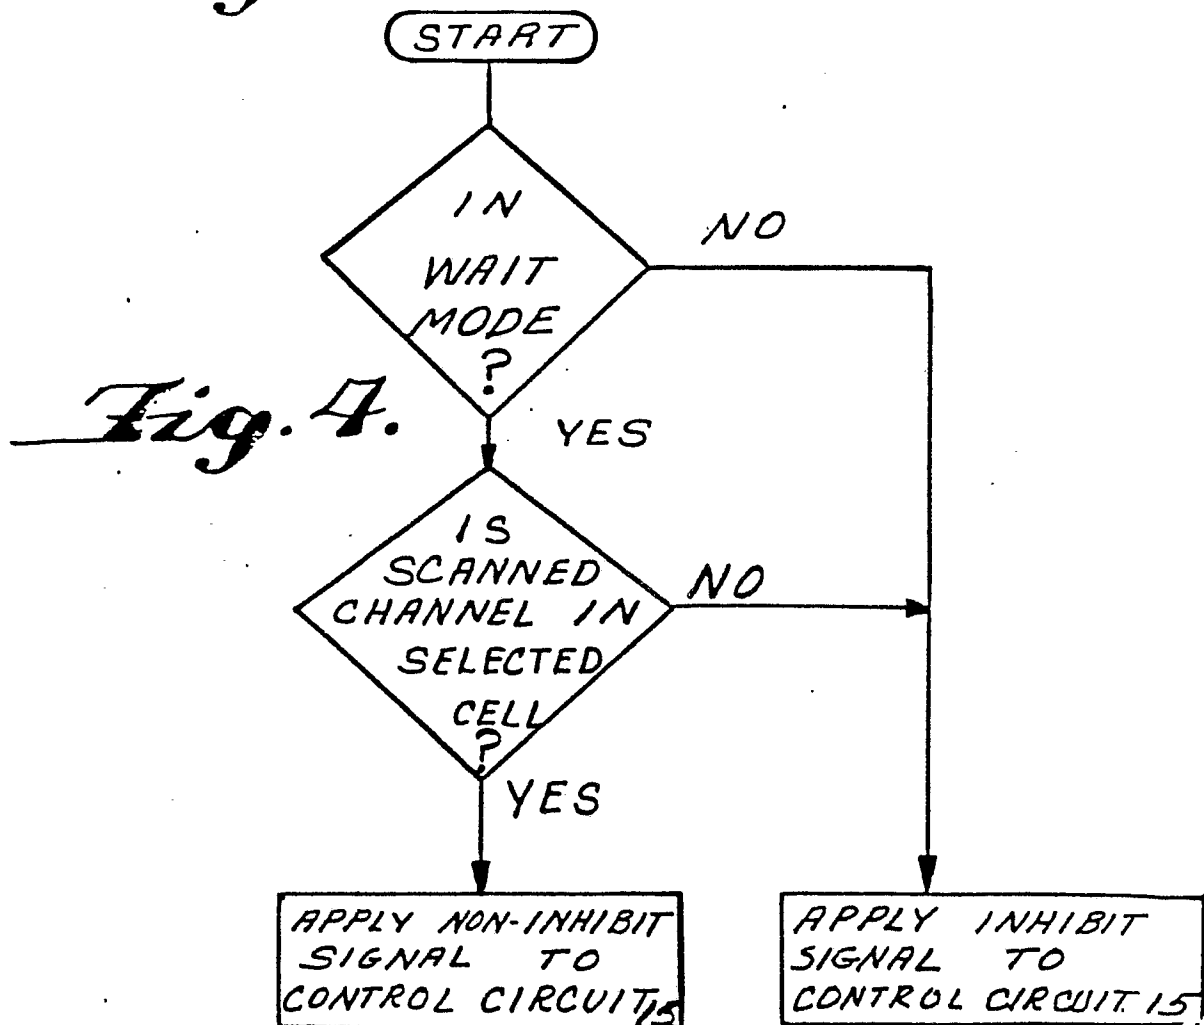 START
IN
WAIT
MODE
?
NO
Fig. 4.
YES
IS
SCANNED
CHANNEL IN
SELECTED
CELL
?
NO
YES
APPLY NON-INHIBIT
SIGNAL TO
CONTROL CIRCUIT 15
APPLY INHIBIT
SIGNAL TO
CONTROL CIRCUIT 15